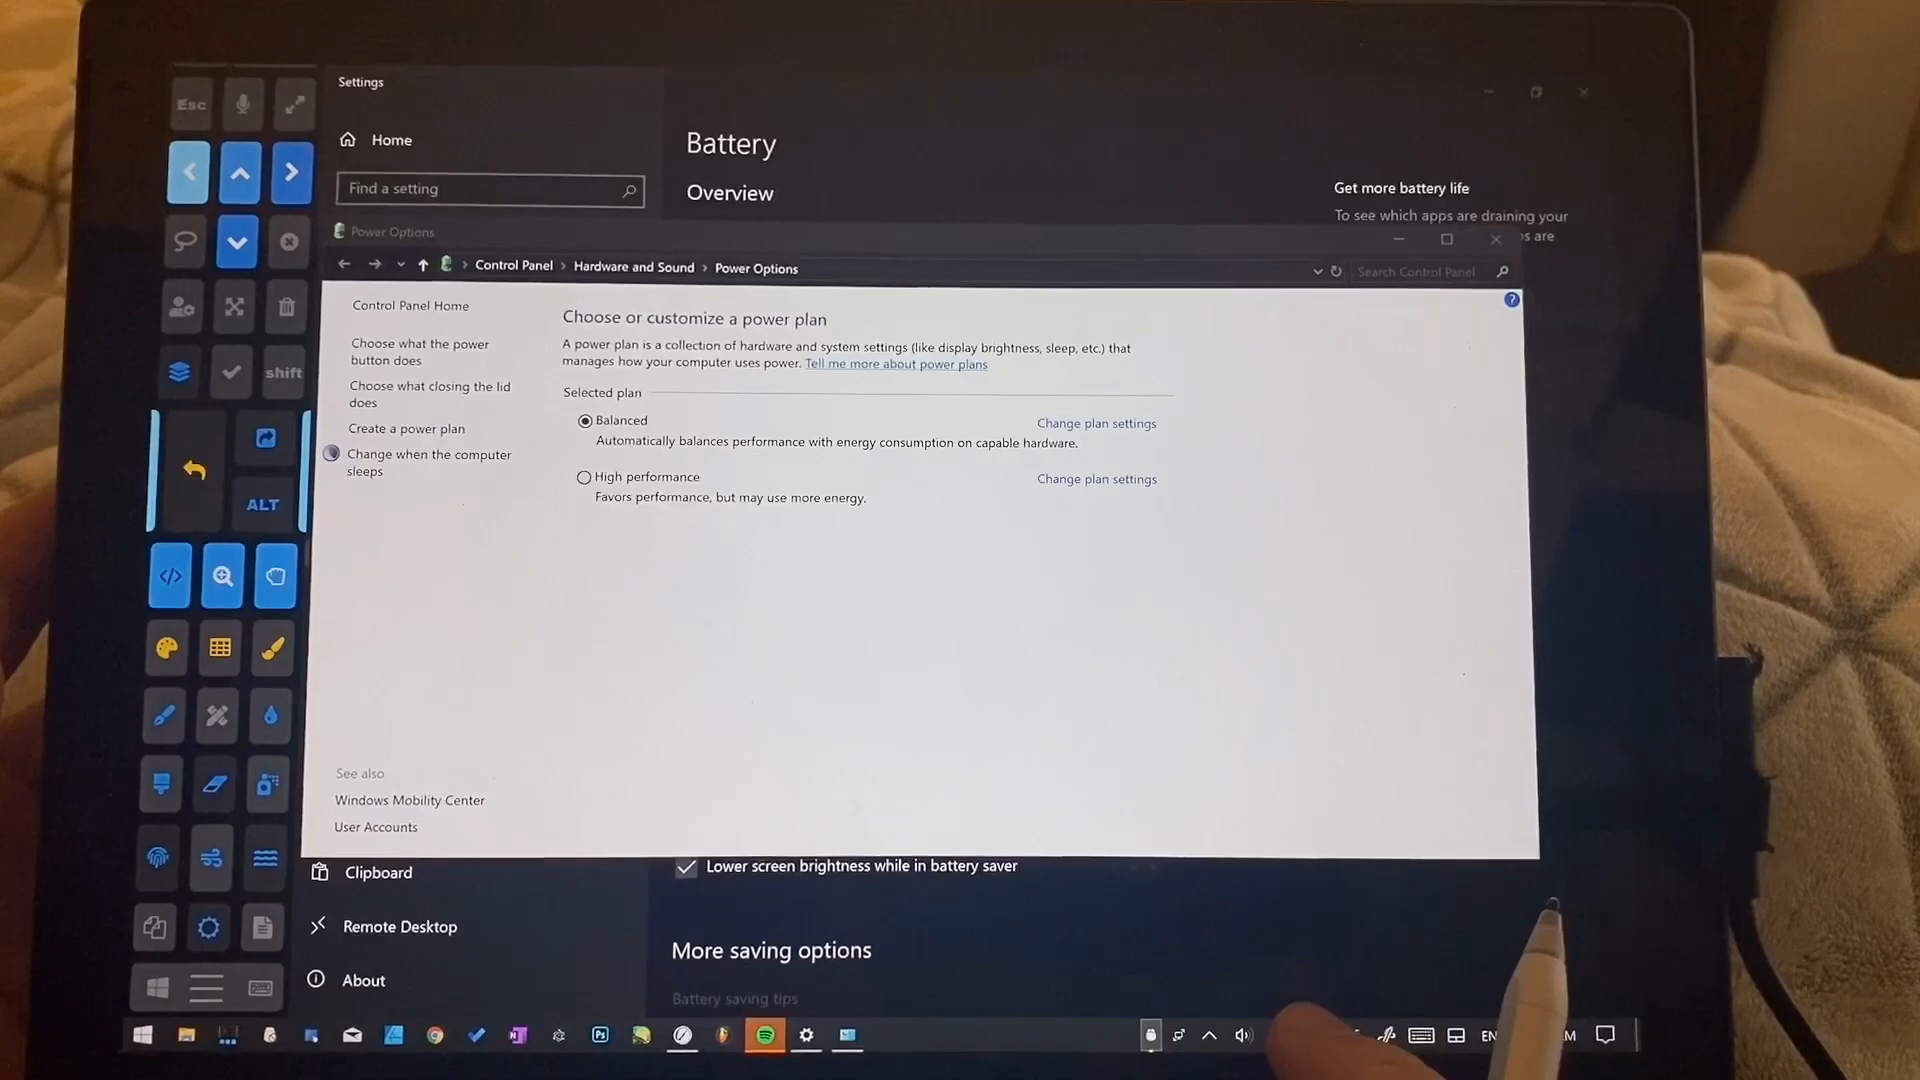 Settings
Esc
Home
Battery
Find a setting
Overview
Get more battery life
To see which apps are draining your
s are
Power Options
Control Panel > Hardware and Sound > Power Options
Search Control Panel
Control Panel Home
Choose what the power
button does
Choose what closing the lid
does
Create a power plan
Change when the computer
sleeps
Choose or customize a power plan
A power plan is a collection of hardware and system settings (like display brightness, sleep, etc.) that
manages how your computer uses power. Tell me more about power plans
Selected plan
Balanced
Change plan settings
Automatically balances performance with energy consumption on capable hardware.
High performance
Change plan settings
Favors performance, but may use more energy.
shift
ALT
See also
Windows Mobility Center
User Accounts
Clipboard
Lower screen brightness while in battery saver
Remote Desktop
More saving options
About
Battery saving tips
Ps
EN
M